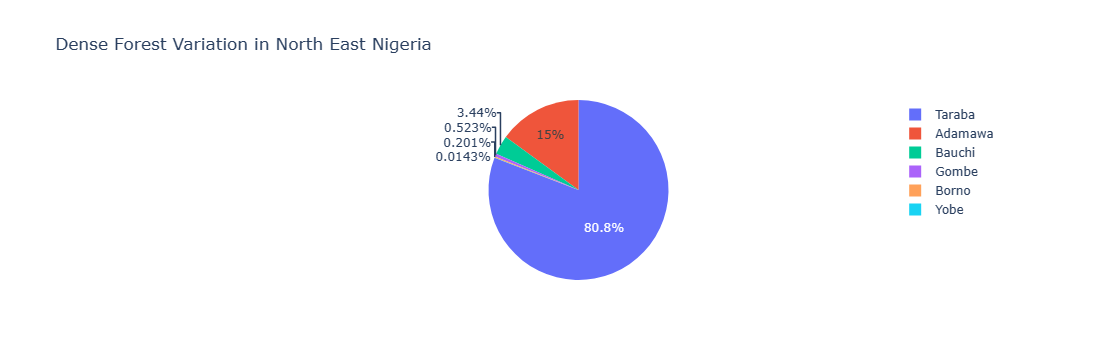 Dense Forest Variation in North East Nigeria
3.44%
0.523%
0.201%
0.0143%
15%
80.8%
Taraba
Adamawa
Bauchi
Gombe
Borno
Yobe